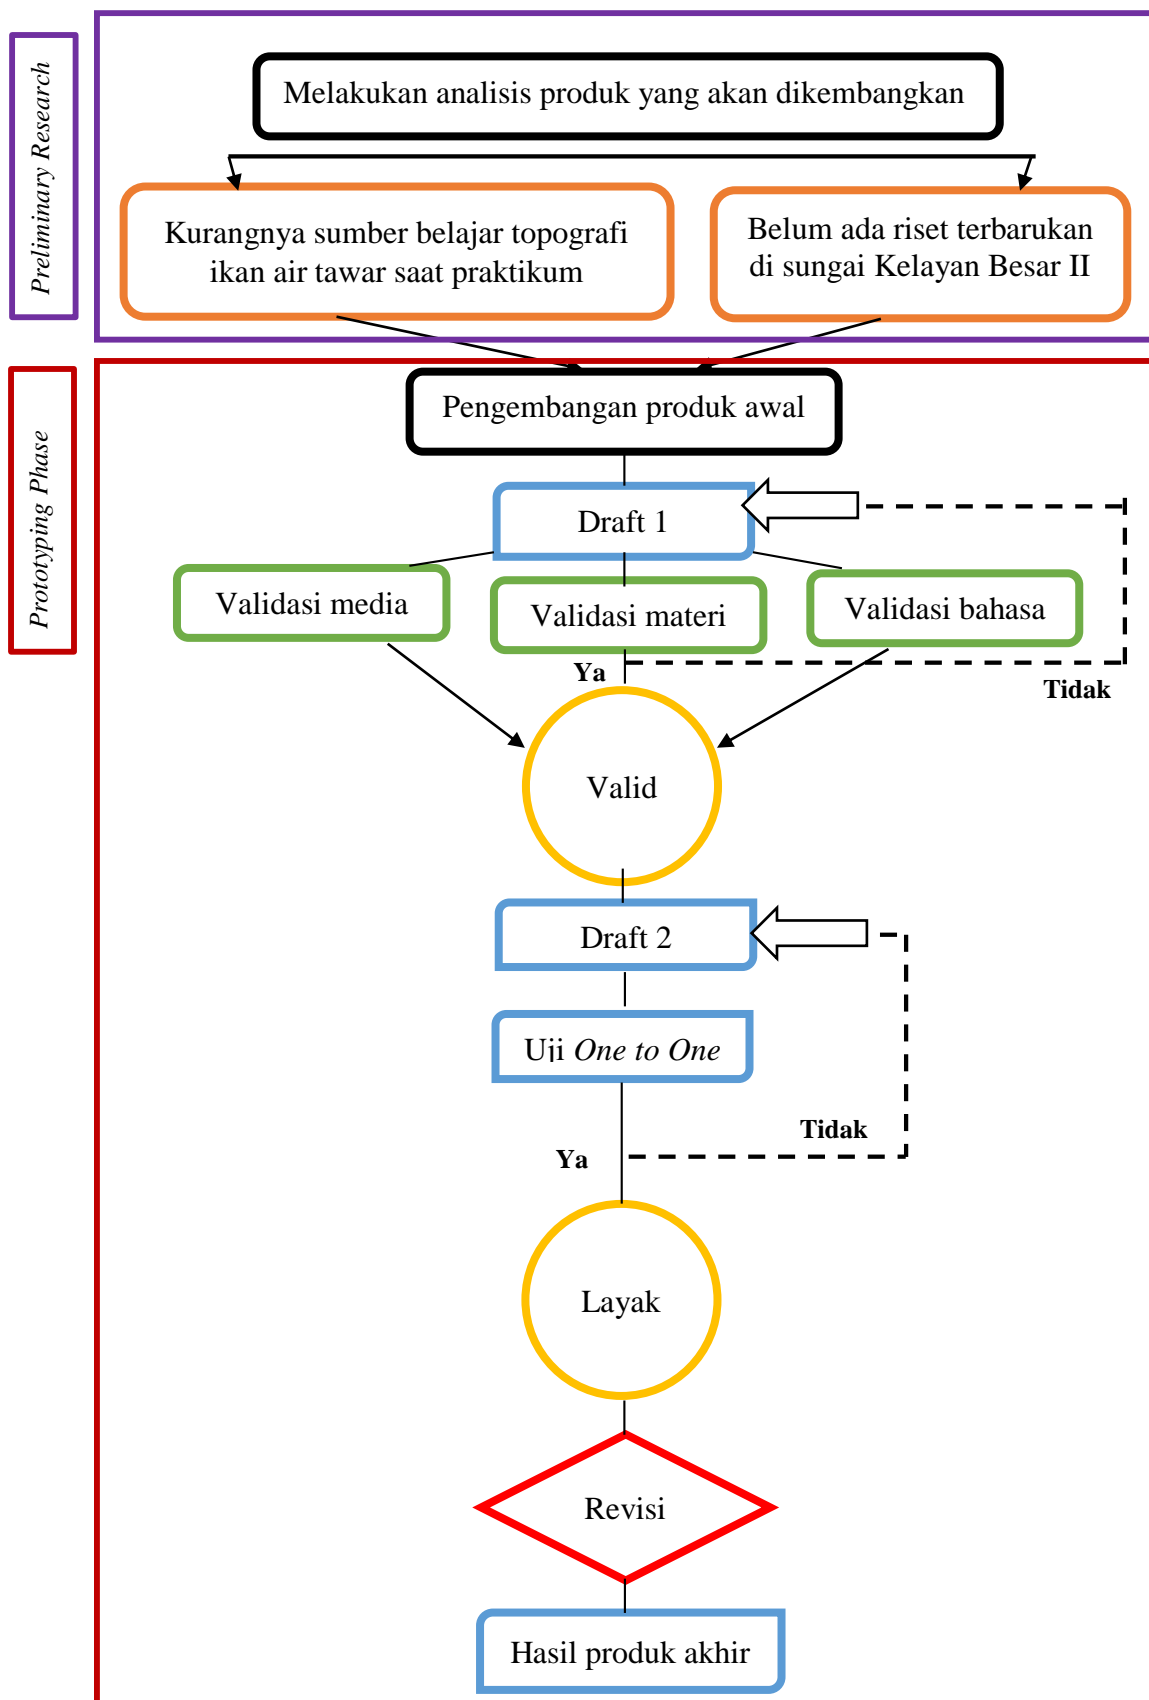 Preliminary Research
Melakukan analisis produk yang akan dikembangkan
Kurangnya sumber belajar topografi
ikan air tawar saat praktikum
Belum ada riset terbarukan
di sungai Kelayan Besar II
Prototyping Phase
Pengembangan produk awal
Draft 1
Validasi media
Validasi materi
Validasi bahasa
Ya
Tidak
Valid
Draft 2
Uji One to One
Tidak
Ya
Layak
Revisi
Hasil produk akhir